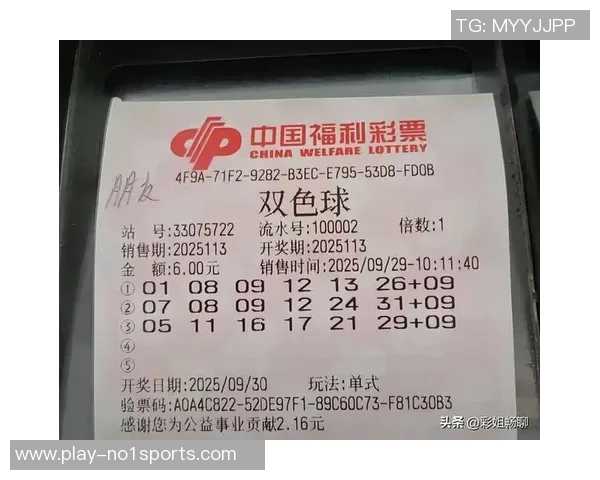 TG: MYYJJPP
中国福利彩票
CHINA WELFARE LOTTERY
4F9A-71F2-9282-B3EC-E795-53D8-FD0B
朋友
双色球
站 号:33075722 流水号:100002 倍数:1
销售期:2025113 开奖期:2025113
金 额:6.00元 销售时间:2025/09/29-10:11:40
① 01 08 09 12 13 26+09
② 07 08 09 12 24 31+09
③ 05 11 16 17 21 29+09
④
⑤
开奖日期:2025/09/30 玩法:单式
验票码:A0A4C822-52DE97F1-89C60C73-F81C30B3
感谢您为公益事业贡献2.16元
头条 @彩姐畅聊
www.play-no1sports.com